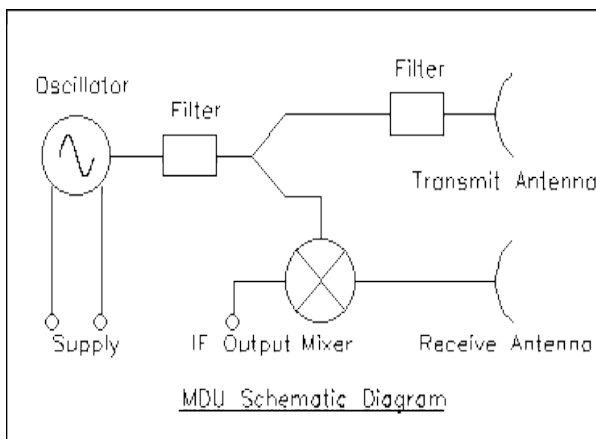 Filter
Oscillator
Filter
Transmit Antenna
Supply
IF Output Mixer
Receive Antenna
MDU Schematic Diagram